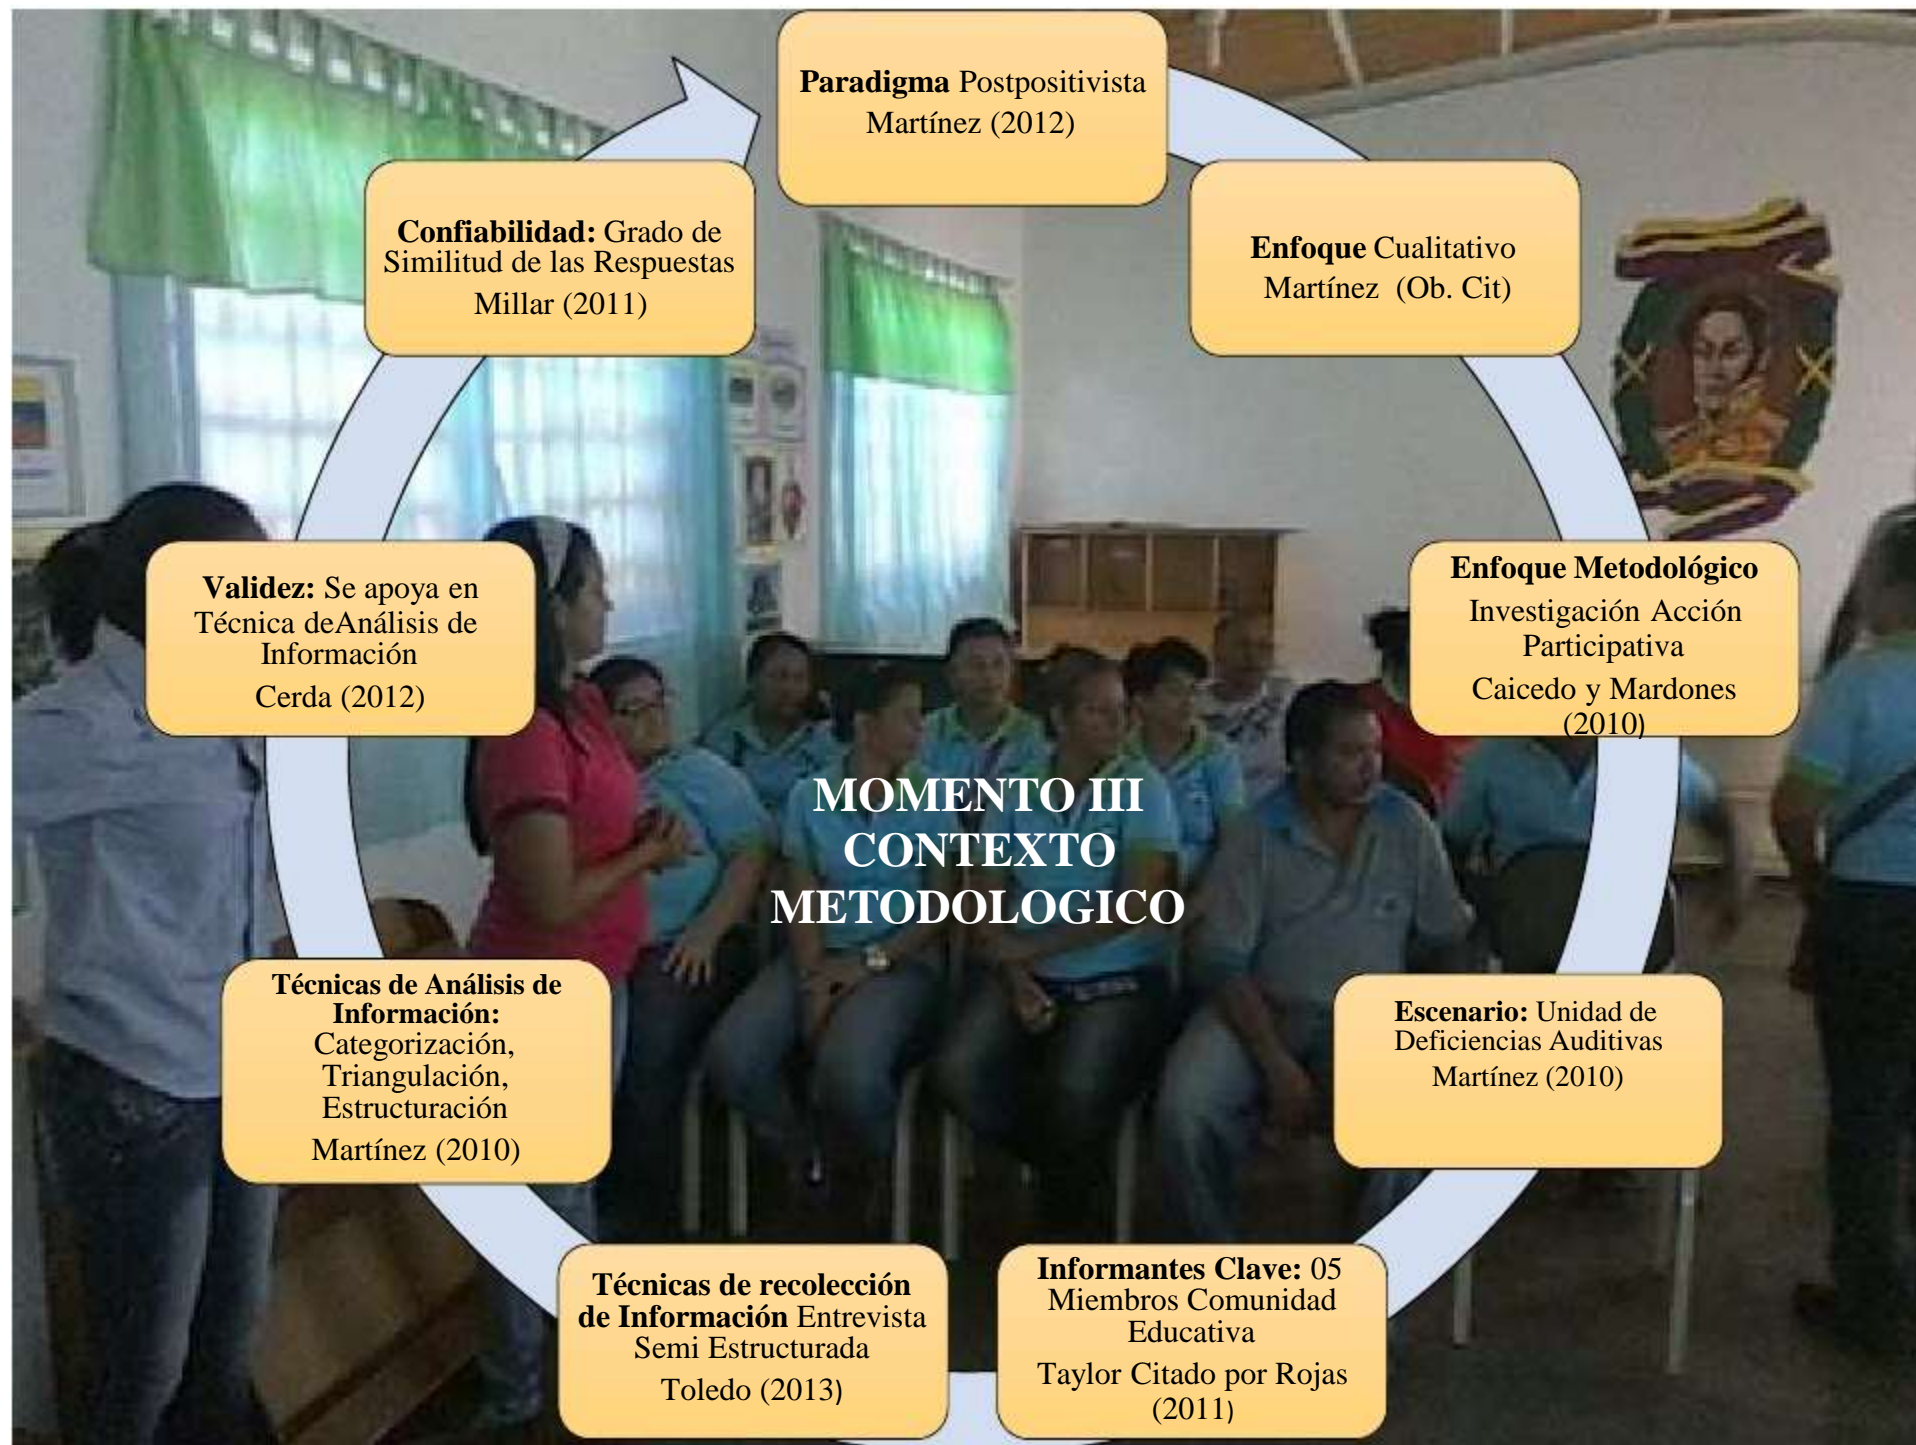 Paradigma Postpositivista
Martínez (2012)
Enfoque Cualitativo
Martínez (Ob. Cit)
Enfoque Metodológico
Investigación Acción
Participativa
Caicedo y Mardones
(2010)
Escenario: Unidad de
Deficiencias Auditivas
Martínez (2010)
Informantes Clave: 05
Miembros Comunidad
Educativa
Taylor Citado por Rojas
(2011)
Técnicas de recolección
de Información Entrevista
Semi Estructurada
Toledo (2013)
Técnicas de Análisis de
Información:
Categorización,
Triangulación,
Estructuración
Martínez (2010)
Validez: Se apoya en
Técnica deAnálisis de
Información
Cerda (2012)
Confiabilidad: Grado de
Similitud de las Respuestas
Millar (2011)
MOMENTO III
CONTEXTO
METODOLOGICO